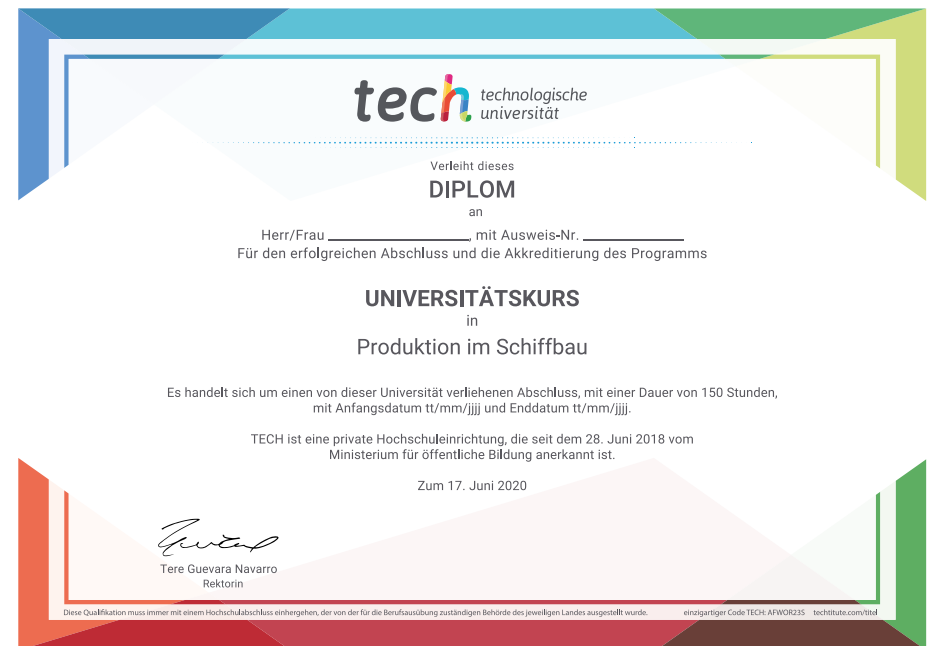 tech technologische
universität
Verleiht dieses
DIPLOM
an
Herr/Frau ____________________, mit Ausweis-Nr. ______________
Für den erfolgreichen Abschluss und die Akkreditierung des Programms
UNIVERSITÄTSKURS
in
Produktion im Schiffbau
Es handelt sich um einen von dieser Universität verliehenen Abschluss, mit einer Dauer von 150 Stunden,
mit Anfangsdatum tt/mm/jjjj und Enddatum tt/mm/jjjj.
TECH ist eine private Hochschuleinrichtung, die seit dem 28. Juni 2018 vom
Ministerium für öffentliche Bildung anerkannt ist.
Zum 17. Juni 2020
Tere Guevara Navarro
Rektorin
Diese Qualifikation muss immer mit einem Hochschulabschluss einhergehen, der von der für die Berufsausübung zuständigen Behörde des jeweiligen Landes ausgestellt wurde. einzigartiger Code TECH: AFWOR23S techtitute.com/titel